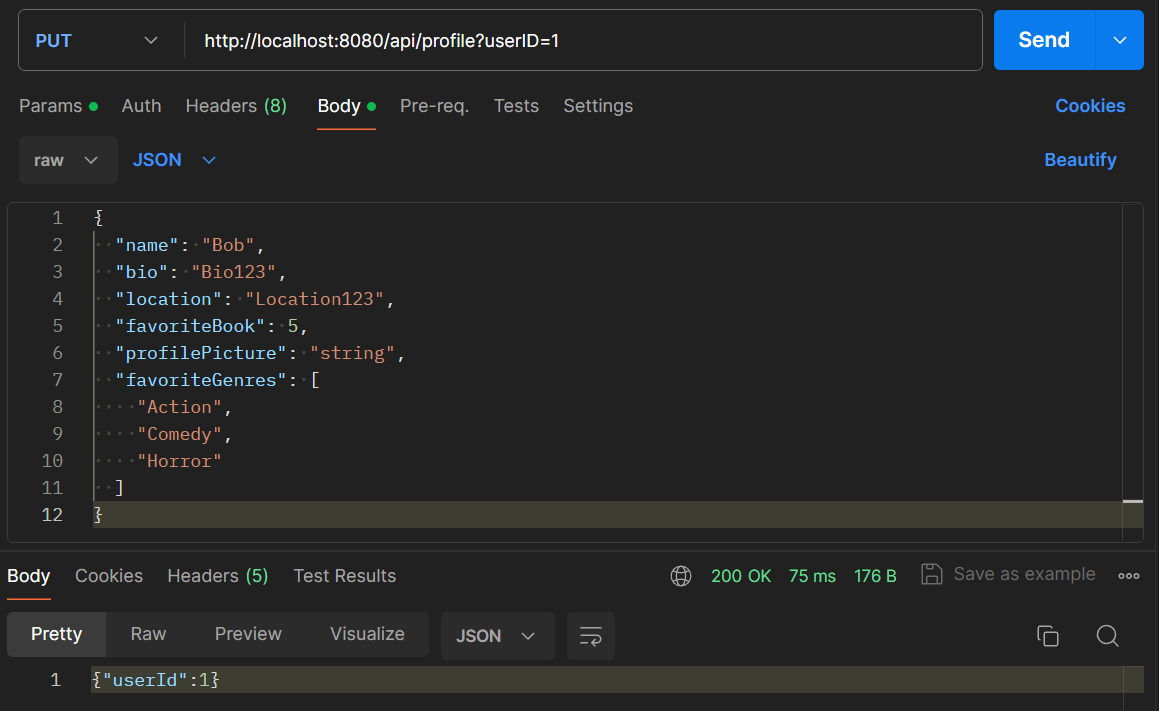 PUT http://localhost:8080/api/profile?userID=1 Send
Params Auth Headers (8) Body Pre-req. Tests Settings Cookies
raw JSON Beautify
1 {
2 "name": "Bob",
3 "bio": "Bio123",
4 "location": "Location123",
5 "favoriteBook": 5,
6 "profilePicture": "string",
7 "favoriteGenres": [
8 "Action",
9 "Comedy",
10 "Horror"
11 ]
12 }
Body Cookies Headers (5) Test Results 200 OK 75 ms 176 B Save as example
Pretty Raw Preview Visualize JSON
1 {"userId":1}